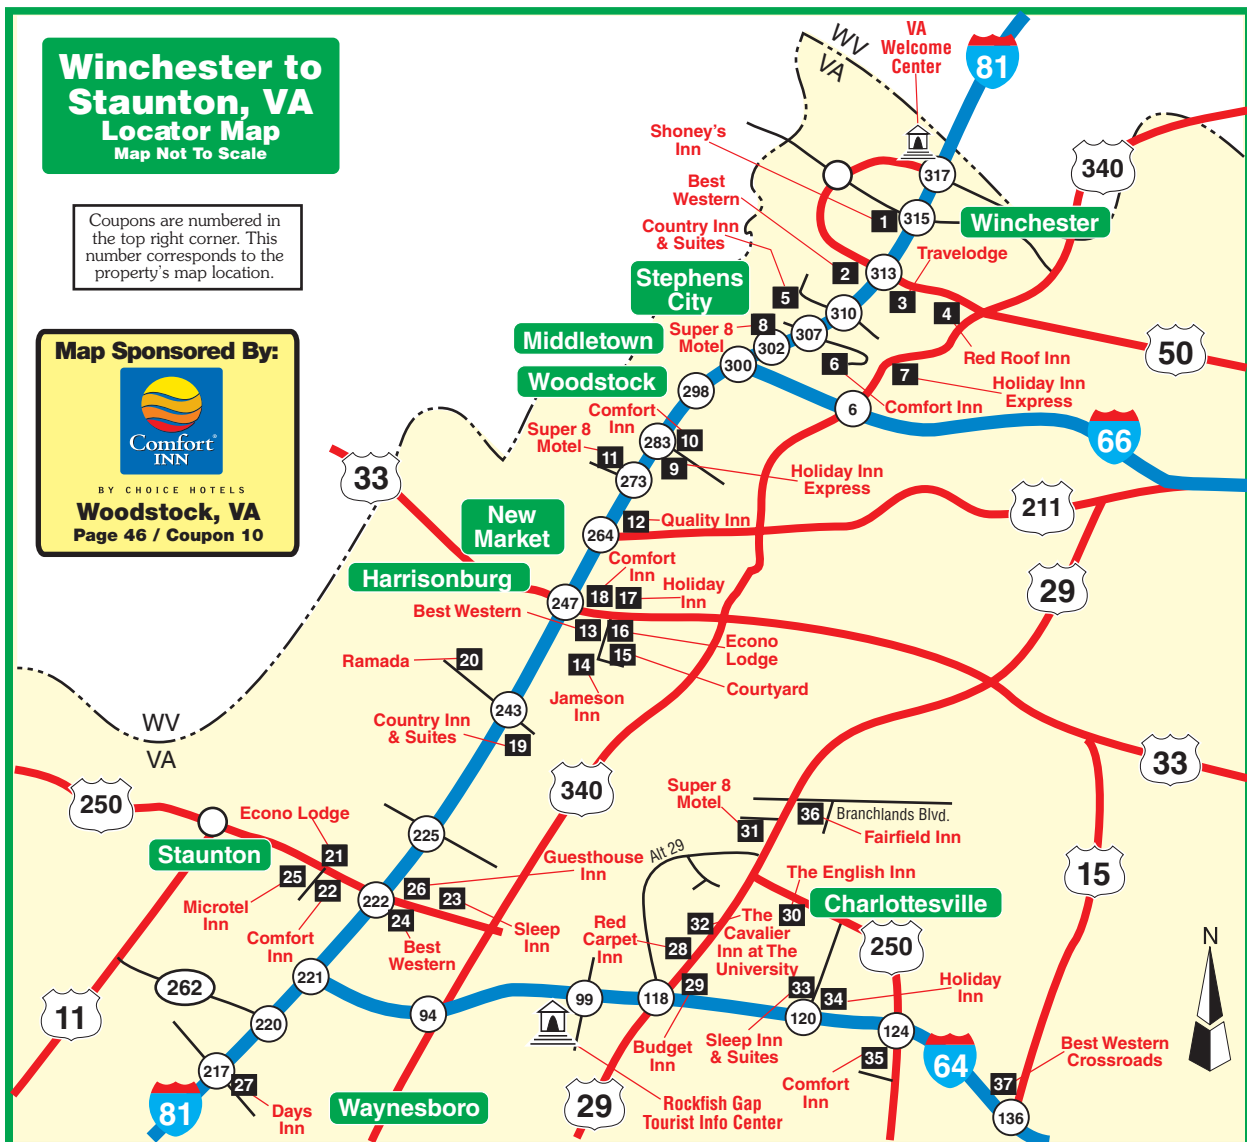 Winchester to
Staunton, VA
Locator Map
Map Not To Scale
Coupons are numbered in
the top right corner. This
number corresponds to the
property's map location.
Map Sponsored By:
Comfort
INN
BY CHOICE HOTELS
Woodstock, VA
Page 46 / Coupon 10
WV
VA
VA
Welcome
Center
81
340
317
Shoney's
Inn
1
315
Winchester
Best
Western
2
313
Travelodge
3
4
Red Roof Inn
50
Country Inn
& Suites
5
310
Stephens
City
Super 8
Motel
8
307
302
6
Comfort Inn
7
Holiday Inn
Express
Middletown
300
6
66
Woodstock
298
Comfort
Inn
10
283
9
Holiday Inn
Express
Super 8
Motel
11
273
33
211
New
Market
12
Quality Inn
264
29
Harrisonburg
247
Comfort
Inn
18
17
Holiday
Inn
Best Western
13
16
Econo
Lodge
14
15
Jameson
Inn
Courtyard
Ramada
20
243
Country Inn
& Suites
19
WV
VA
340
33
250
225
Super 8
Motel
31
36
Branchlands Blvd.
Fairfield Inn
15
Econo Lodge
21
Staunton
25
22
Microtel
Inn
Comfort
Inn
222
26
Guesthouse
Inn
23
Sleep
Inn
24
Best
Western
Alt 29
The English Inn
30
Charlottesville
250
32
The
Cavalier
Inn at The
University
Red
Carpet
Inn
28
29
33
34
Holiday
Inn
11
262
221
220
94
99
118
120
124
Budget
Inn
Sleep Inn
& Suites
35
Comfort
Inn
64
37
Best Western
Crossroads
136
N
217
27
Days
Inn
81
Waynesboro
29
Rockfish Gap
Tourist Info Center